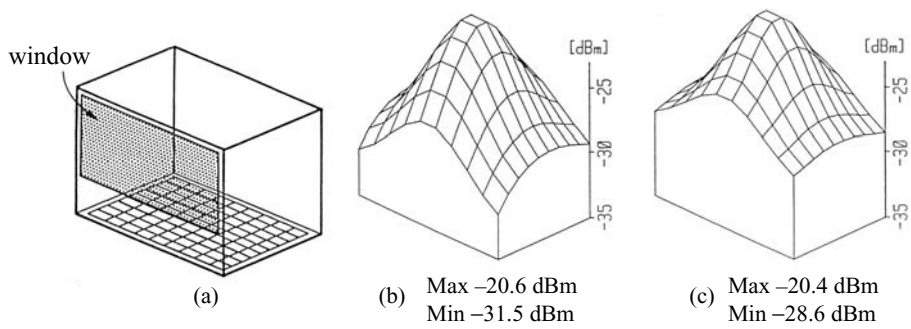 window
(a)
[dBm]
-25
-30
-35
(b)
Max –20.6 dBm
Min –31.5 dBm
[dBm]
-25
-30
-35
(c)
Max –20.4 dBm
Min –28.6 dBm